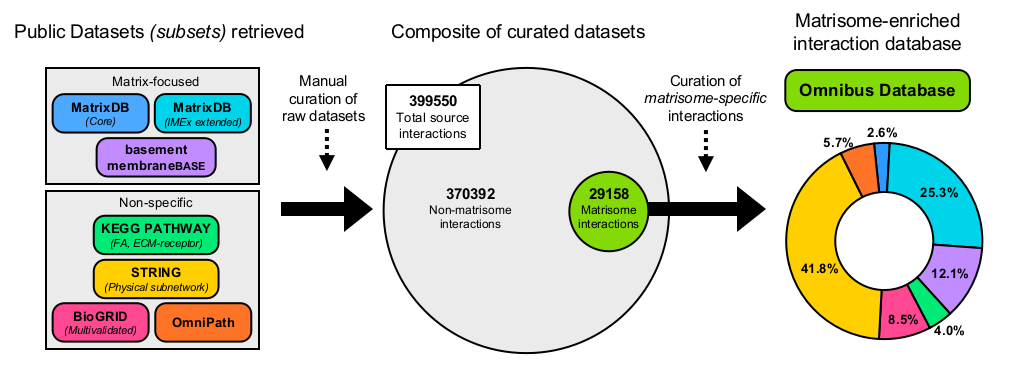 Public Datasets (subsets) retrieved
Matrix-focused
MatrixDB
(Core)
MatrixDB
(IMEx extended)
basement
membraneBASE
Non-specific
KEGG PATHWAY
(FA, ECM-receptor)
STRING
(Physical subnetwork)
BioGRID
(Multivalidated)
OmniPath
Manual
curation of
raw datasets
Composite of curated datasets
399550
Total source
interactions
370392
Non-matrisome
interactions
29158
Matrisome
interactions
Curation of
matrisome-specific
interactions
Matrisome-enriched
interaction database
Omnibus Database
2.6%
5.7%
25.3%
41.8%
12.1%
8.5%
4.0%